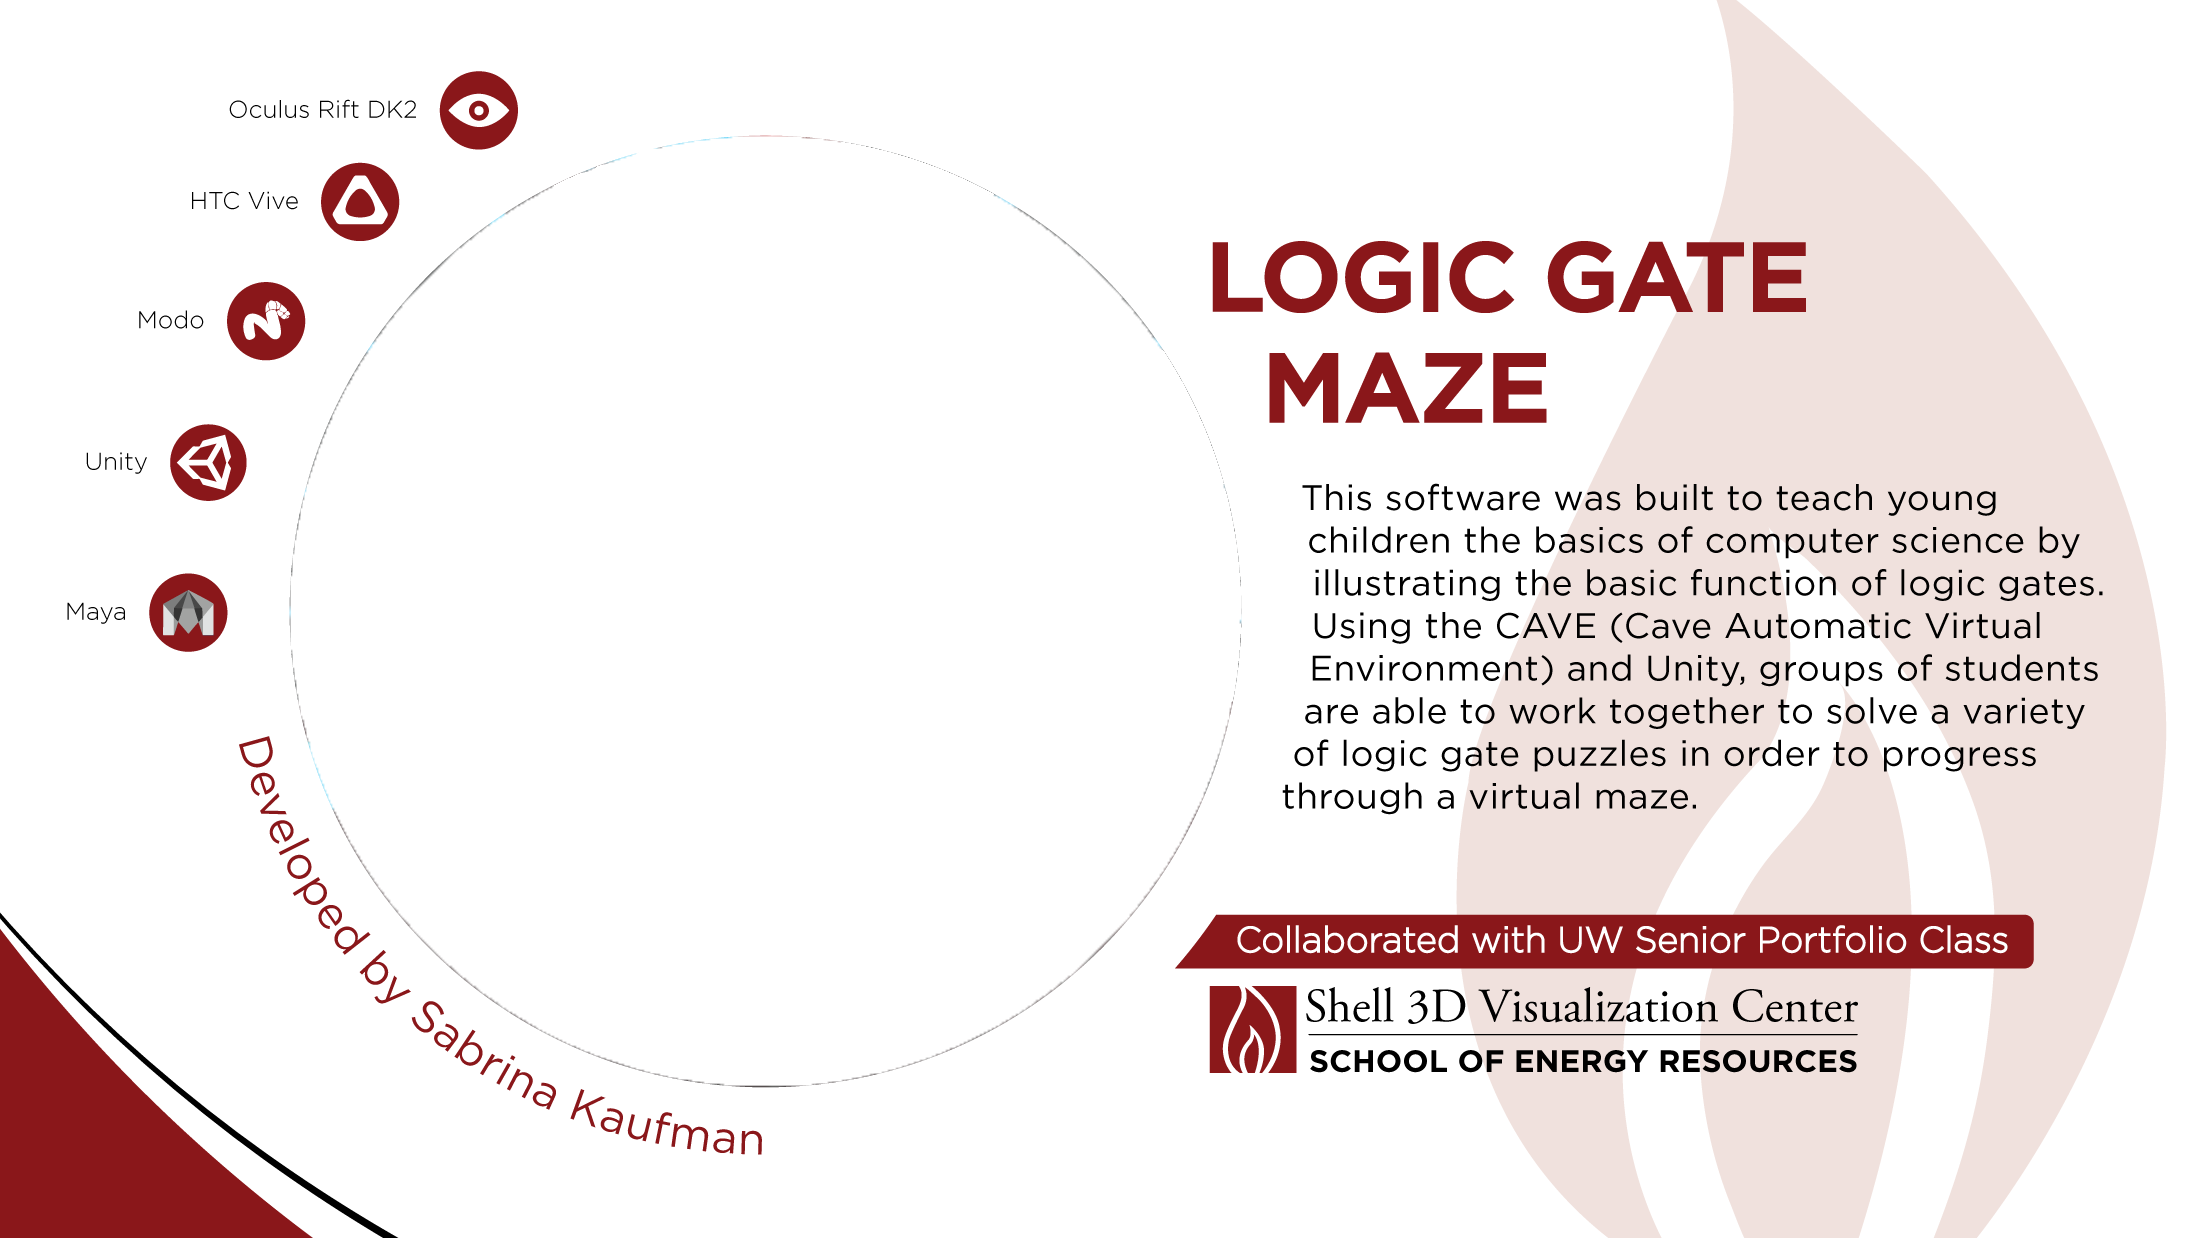 Oculus Rift DK2
HTC Vive
Modo
Unity
Maya
Developed by Sabrina Kaufman
LOGIC GATE
MAZE
This software was built to teach young
children the basics of computer science by
illustrating the basic function of logic gates.
Using the CAVE (Cave Automatic Virtual
Environment) and Unity, groups of students
are able to work together to solve a variety
of logic gate puzzles in order to progress
through a virtual maze.
Collaborated with UW Senior Portfolio Class
Shell 3D Visualization Center
SCHOOL OF ENERGY RESOURCES